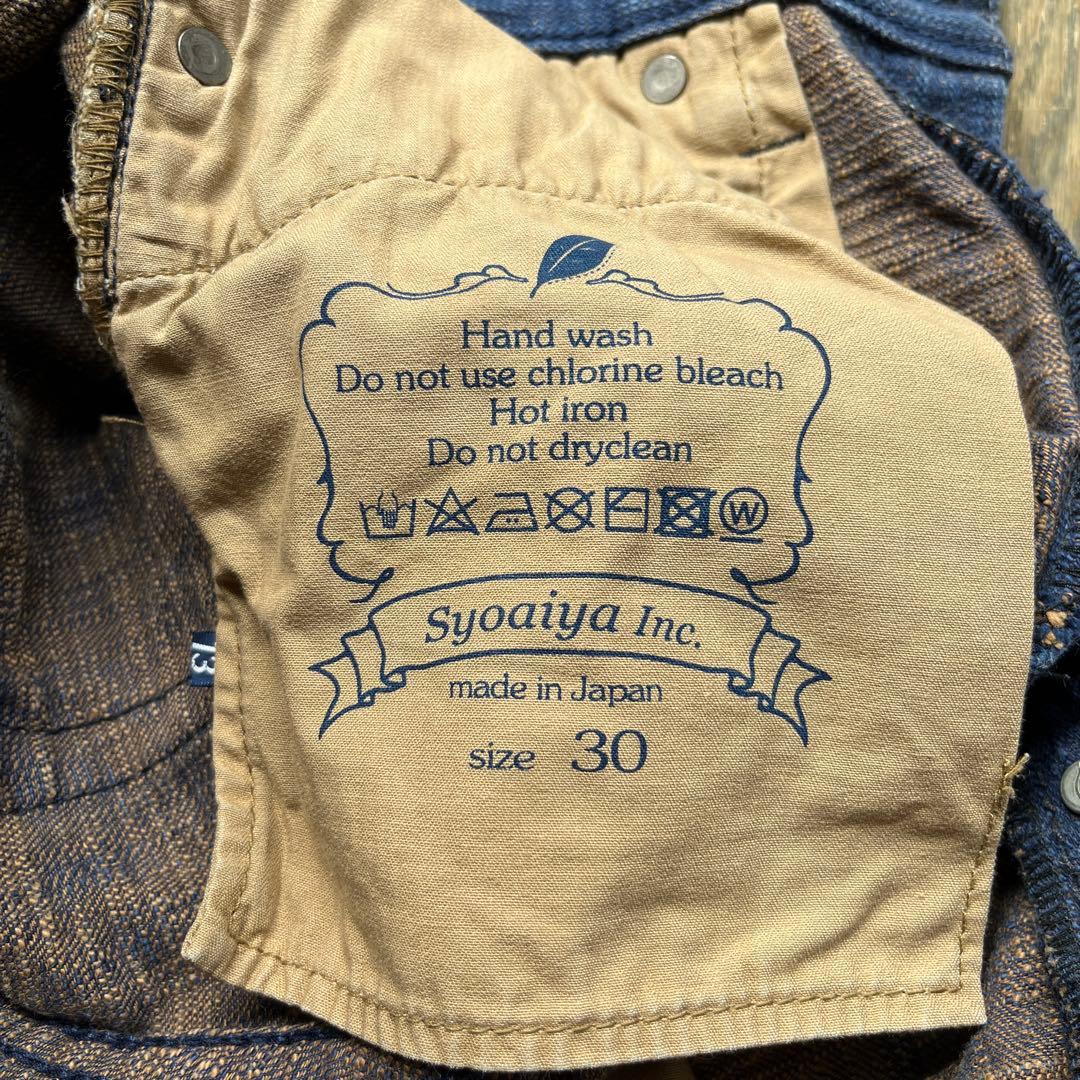 Hand wash
Do not use chlorine bleach
Hot iron
Do not dryclean
W
Syoaiya Inc.
made in Japan
size 30